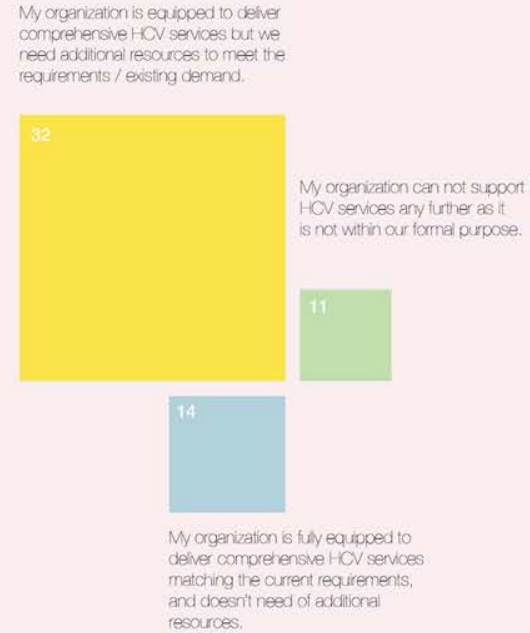 My organization is equipped to deliver
comprehensive HCV services but we
need additional resources to meet the
requirements / existing demand.
32
My organization can not support
HCV services any further as it
is not within our formal purpose.
11
14
My organization is fully equipped to
deliver comprehensive HCV services
matching the current requirements,
and doesn't need of additional
resources.